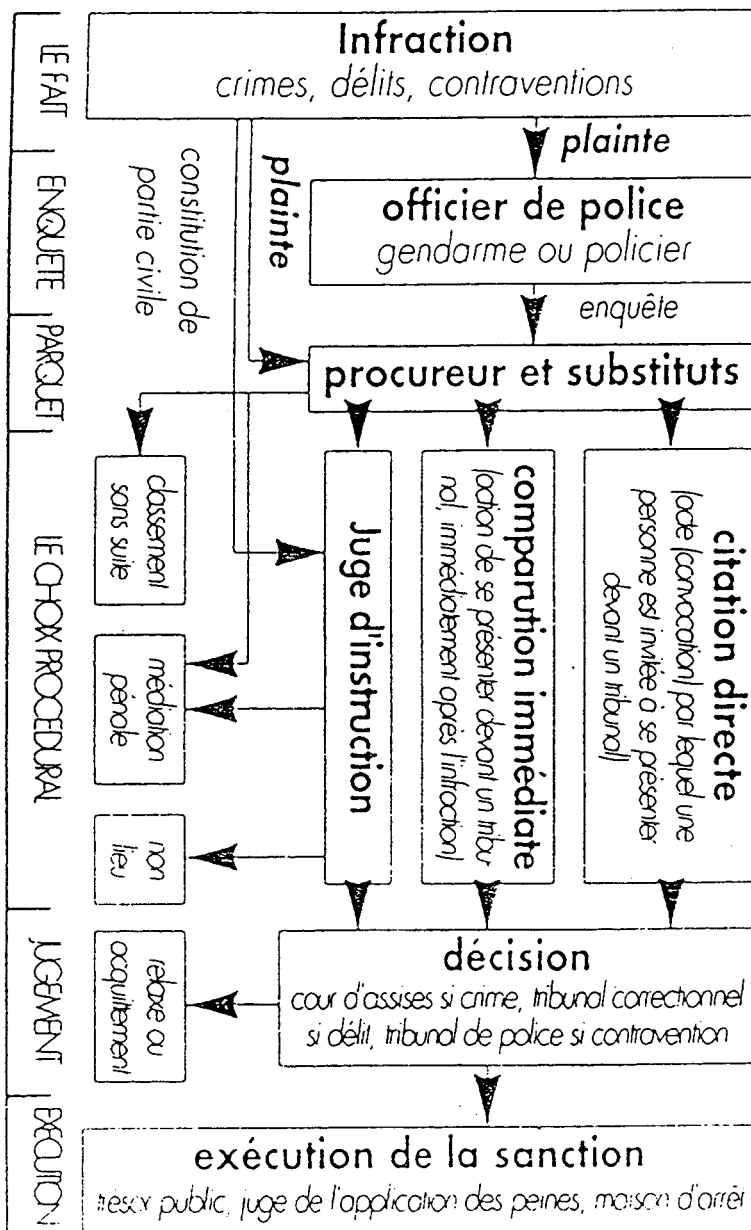 LE FAIT
Infraction
crimes, délits, contraventions
plainte
plainte
constitution de
partie civile
ENQUETE
officier de police
gendarme ou policier
enquête
PARQUET
procureur et substituts
LE CHOIX PROCEDURAL
classement
sans suite
médiation
pénale
non
lieu
Juge d'instruction
comparution immédiate
(action de se présenter devant un tribu
nal, immédiatement après l'infraction)
citation directe
(acte (convocation) par lequel une
personne est invitée à se présenter
devant un tribunal)
JUGEMENT
relaxe ou
acquittement
décision
cour d'assises si crime, tribunal correctionnel
si délit, tribunal de police si contravention
EXECUTION
exécution de la sanction
trésor public, juge de l'application des peines, maison d'arrêt